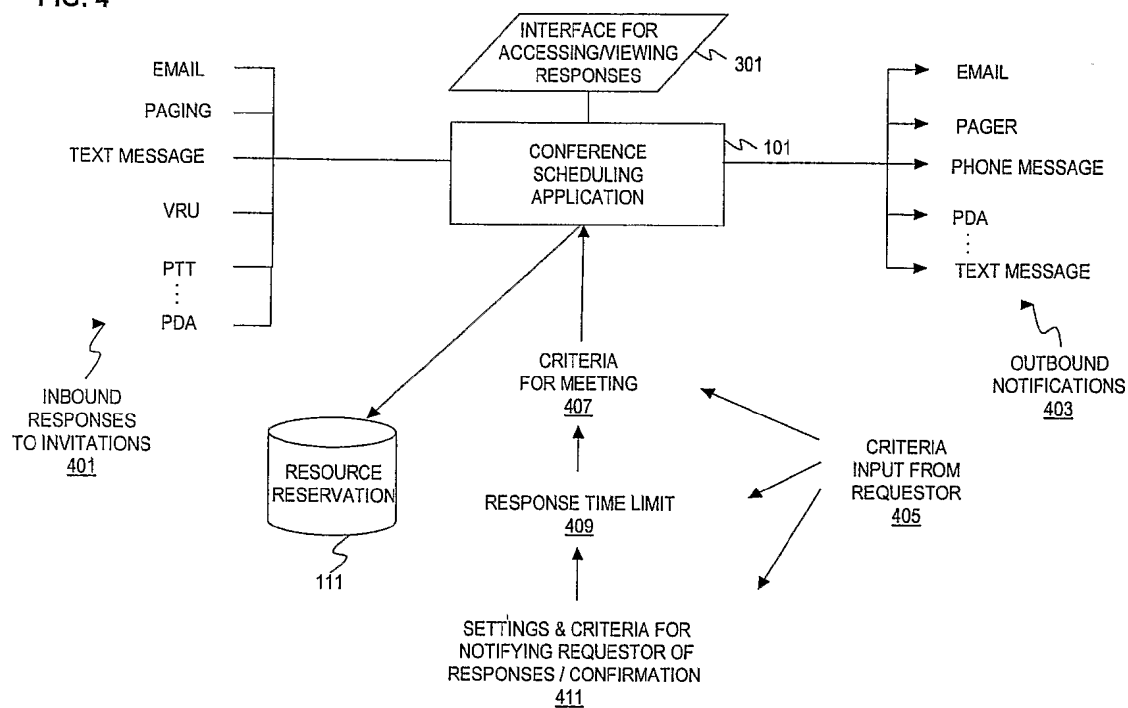 FIG. 4
INTERFACE FOR
ACCESSING/VIEWING
RESPONSES
301
EMAIL
PAGING
TEXT MESSAGE
VRU
PTT
PDA
INBOUND
RESPONSES
TO INVITATIONS
401
CONFERENCE
SCHEDULING
APPLICATION
101
EMAIL
PAGER
PHONE MESSAGE
PDA
TEXT MESSAGE
OUTBOUND
NOTIFICATIONS
403
RESOURCE
RESERVATION
111
CRITERIA
FOR MEETING
407
RESPONSE TIME LIMIT
409
SETTINGS & CRITERIA FOR
NOTIFYING REQUESTOR OF
RESPONSES / CONFIRMATION
411
CRITERIA
INPUT FROM
REQUESTOR
405